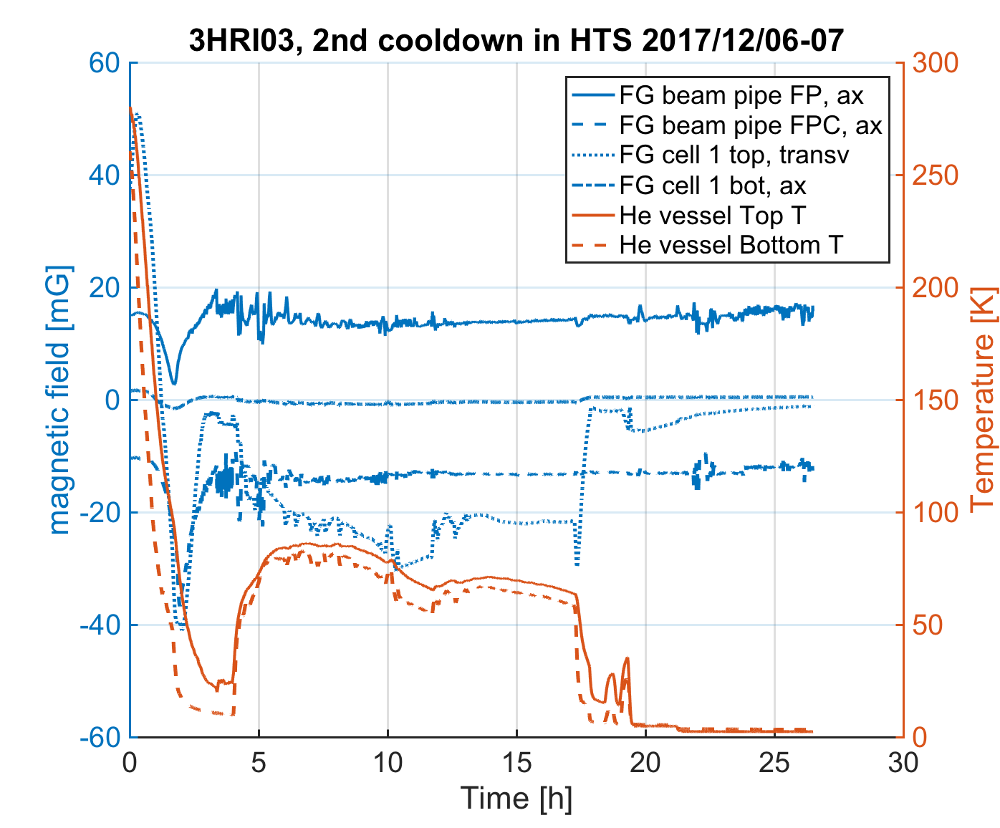 3HRI03, 2nd cooldown in HTS 2017/12/06-07
60
40
20
0
-20
-40
-60
magnetic field [mG]
300
250
200
150
100
50
0
Temperature [K]
FG beam pipe FP, ax
FG beam pipe FPC, ax
FG cell 1 top, transv
FG cell 1 bot, ax
He vessel Top T
He vessel Bottom T
0 5 10 15 20 25 30
Time [h]